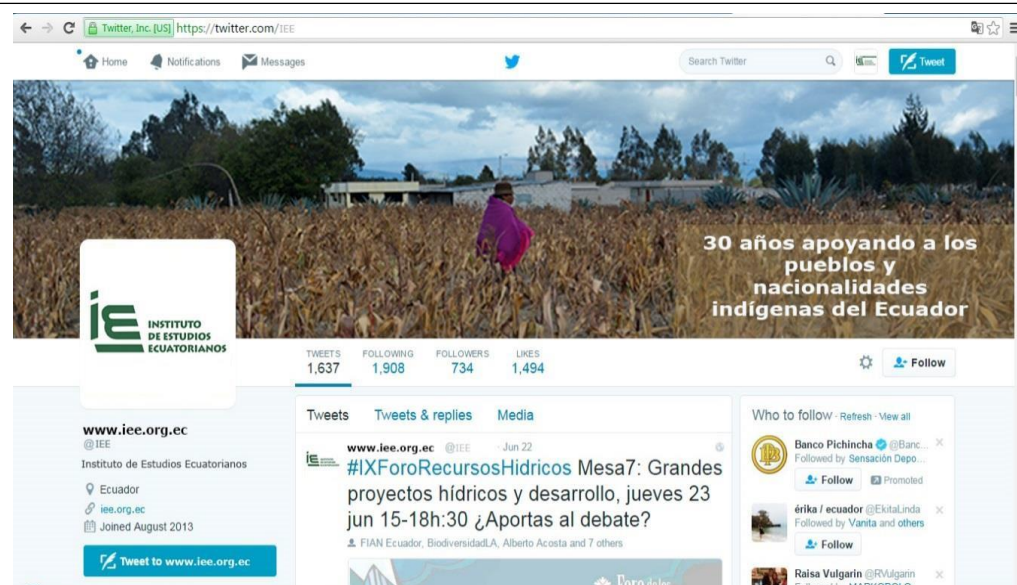 Twitter, Inc. [US] https://twitter.com/IEE
Home Notifications Messages Search Twitter Tweet
30 años apoyando a los
pueblos y
nacionalidades
indígenas del Ecuador
INSTITUTO
DE ESTUDIOS
ECUATORIANOS
TWEETS FOLLOWING FOLLOWERS LIKES
1,637 1,908 734 1,494
Follow
www.iee.org.ec
@IEE
Instituto de Estudios Ecuatorianos
Ecuador
iee.org.ec
Joined August 2013
Tweet to www.iee.org.ec
Tweets Tweets & replies Media
www.iee.org.ec @IEE · Jun 22
#IXForoRecursosHidricos Mesa7: Grandes
proyectos hídricos y desarrollo, jueves 23
jun 15-18h:30 ¿Aportas al debate?
FIAN Ecuador, BiodiversidadLA, Alberto Acosta and 7 others
Foro de los
Who to follow · Refresh · View all
Banco Pichincha @Banc...
Followed by Sensación Depo...
Follow Promoted
érika / ecuador @EkitaLinda
Followed by Vanita and others
Follow
Raisa Vulgarin @RVulgarin